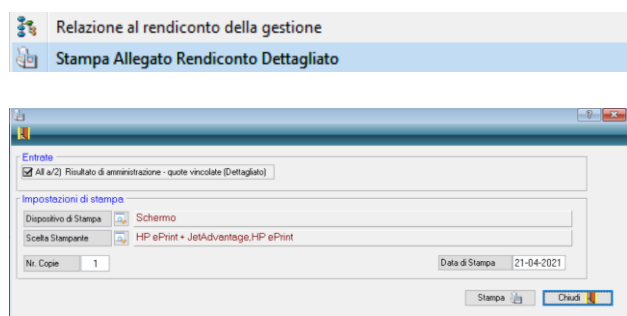 Relazione al rendiconto della gestione
Stampa Allegato Rendiconto Dettagliato
Entrate
All a/2) Risultato di amministrazione - quote vincolate (Dettagliato)
Impostazioni di stampa
Dispositivo di Stampa Schermo
Scelta Stampante HP ePrint + JetAdvantage,HP ePrint
Nr. Copie 1 Data di Stampa 21-04-2021
Stampa Chiudi